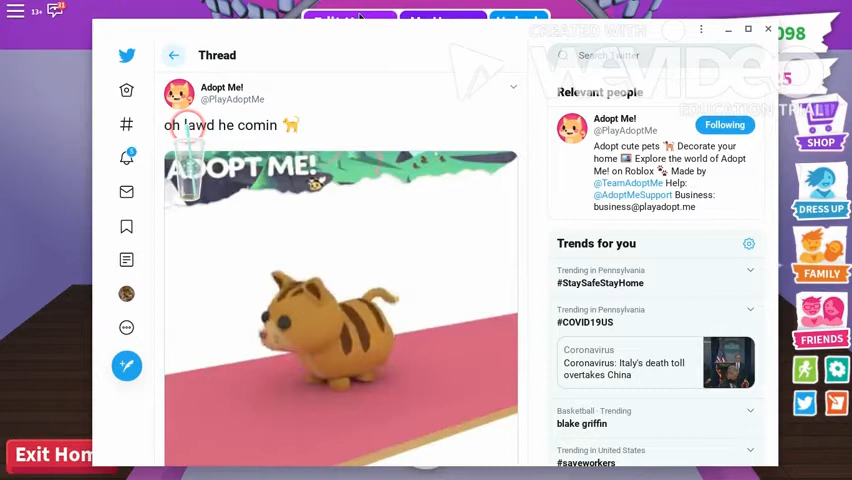 13+
31
CREATED WITH
WeVideo
EDUCATION TRIAL
098
5
SHOP
DRESS UP
FAMILY
FRIENDS
Exit Hom
Thread
Adopt Me!
@PlayAdoptMe
oh lawd he comin
ADOPT ME!
5
Search Twitter
Relevant people
Adopt Me!
@PlayAdoptMe
Following
Adopt cute pets
Decorate your
home
Explore the world of Adopt
Me! on Roblox
Made by
@TeamAdoptMe Help:
@AdoptMeSupport Business:
business@playadopt.me
Trends for you
Trending in Pennsylvania
#StaySafeStayHome
Trending in Pennsylvania
#COVID19US
Coronavirus
Coronavirus: Italy's death toll
overtakes China
Basketball · Trending
blake griffin
Trending in United States
#saveworkers